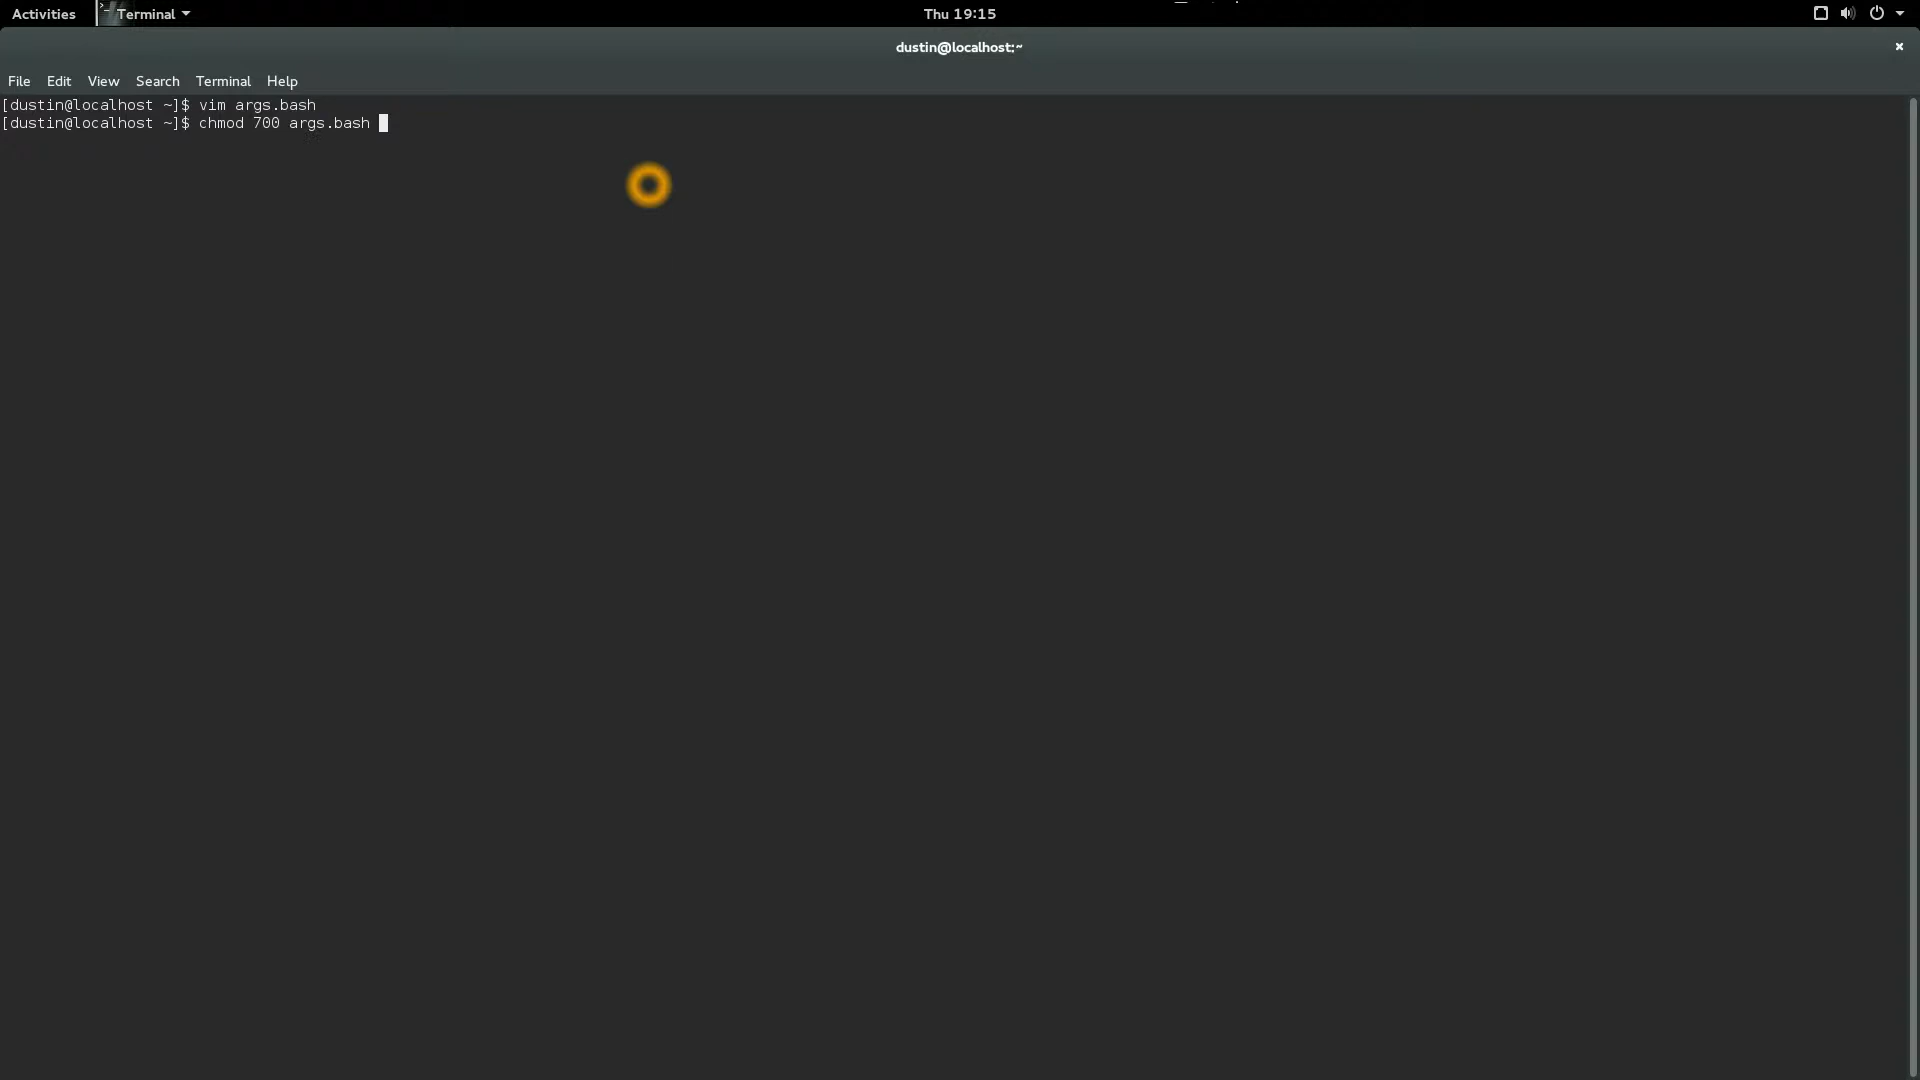 Activities Terminal Thu 19:15
dustin@localhost:~
File Edit View Search Terminal Help
[dustin@localhost ~]$ vim args.bash
[dustin@localhost ~]$ chmod 700 args.bash